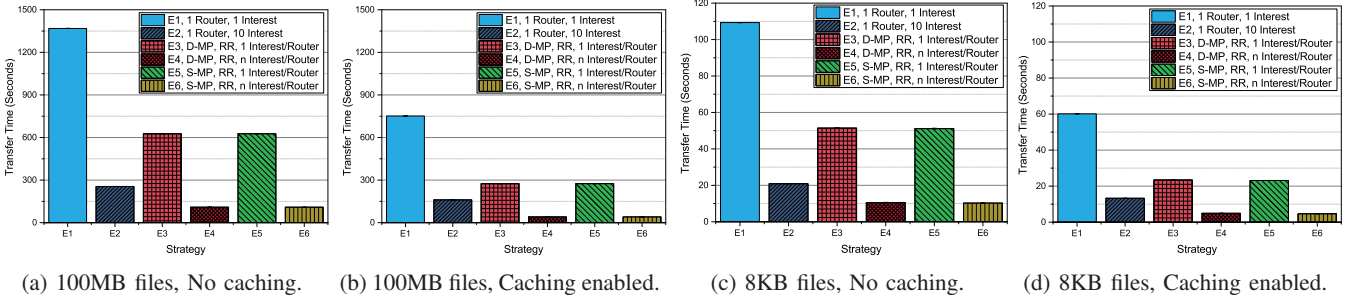 1500
1200
900
600
300
0
Transfer Time (Seconds)
E1, 1 Router, 1 Interest
E2, 1 Router, 10 Interest
E3, D-MP, RR, 1 Interest/Router
E4, D-MP, RR, n Interest/Router
E5, S-MP, RR, 1 Interest/Router
E6, S-MP, RR, n Interest/Router
E1 E2 E3 E4 E5 E6
Strategy
(a) 100MB files, No caching.
1500
1200
900
600
300
0
Transfer Time (Seconds)
E1, 1 Router, 1 Interest
E2, 1 Router, 10 Interest
E3, D-MP, RR, 1 Interest/Router
E4, D-MP, RR, n Interest/Router
E5, S-MP, RR, 1 Interest/Router
E6, S-MP, RR, n Interest/Router
E1 E2 E3 E4 E5 E6
Strategy
(b) 100MB files, Caching enabled.
120
100
80
60
40
20
0
Transfer Time (Seconds)
E1, 1 Router, 1 Interest
E2, 1 Router, 10 Interest
E3, D-MP, RR, 1 Interest/Router
E4, D-MP, RR, n Interest/Router
E5, S-MP, RR, 1 Interest/Router
E6, S-MP, RR, n Interest/Router
E1 E2 E3 E4 E5 E6
Strategy
(c) 8KB files, No caching.
120
100
80
60
40
20
0
Transfer Time (Seconds)
E1, 1 Router, 1 Interest
E2, 1 Router, 10 Interest
E3, D-MP, RR, 1 Interest/Router
E4, D-MP, RR, n Interest/Router
E5, S-MP, RR, 1 Interest/Router
E6, S-MP, RR, n Interest/Router
E1 E2 E3 E4 E5 E6
Strategy
(d) 8KB files, Caching enabled.